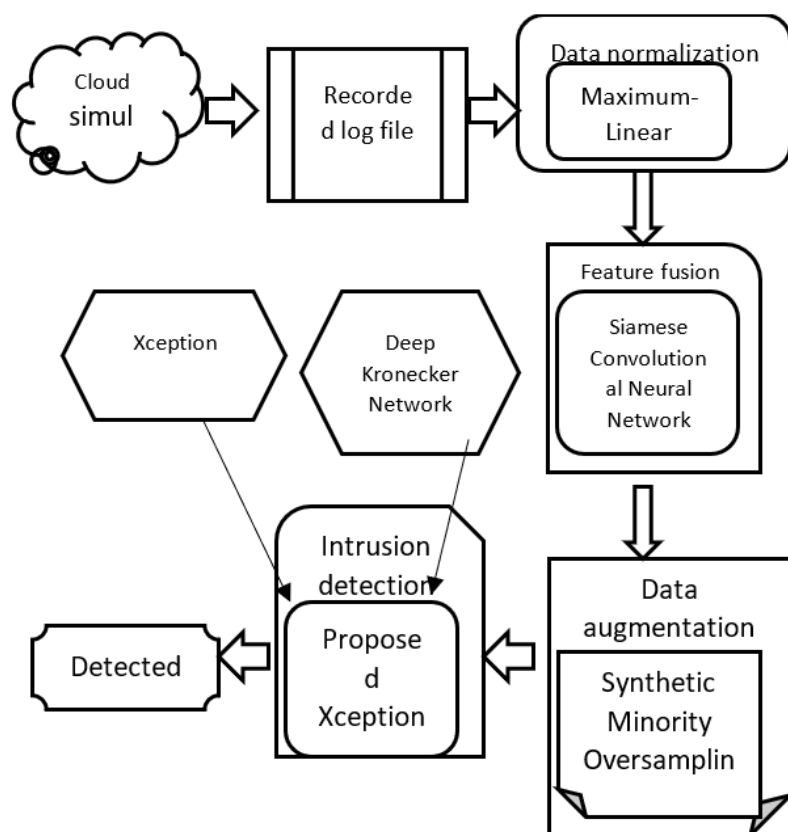 Cloud
simul
Recorde
d log file
Data normalization
Maximum-
Linear
Feature fusion
Siamese
Convolution
al Neural
Network
Xception
Deep
Kronecker
Network
Intrusion
detection
Propose
d
Xception
Data
augmentation
Synthetic
Minority
Oversamplin
Detected